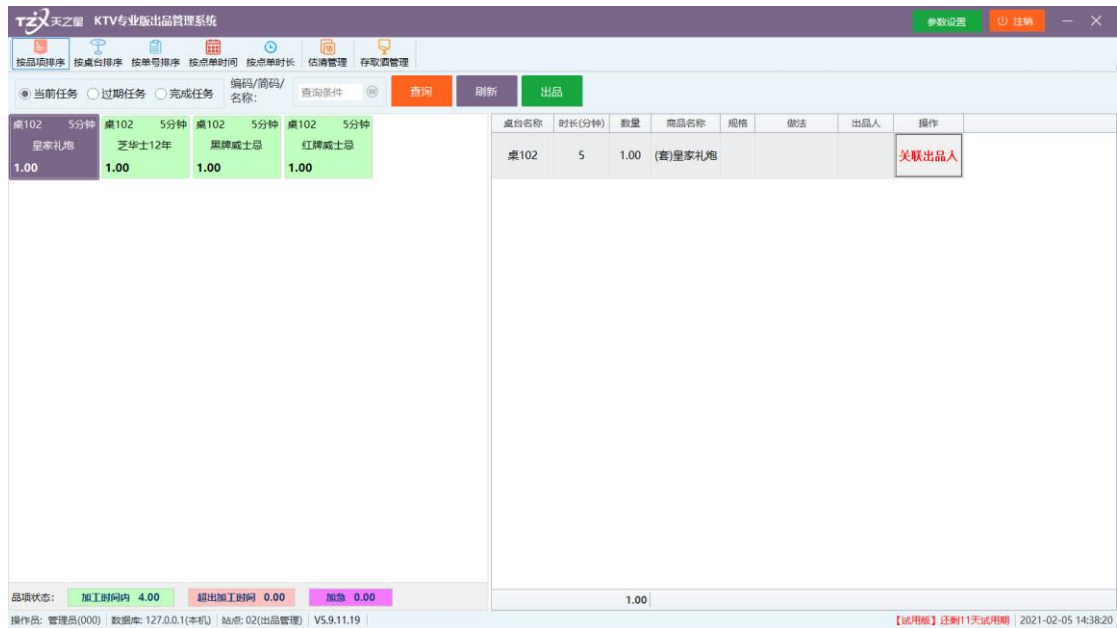 TZX天之星 KTV专业版出品管理系统 参数设置 注销
按品项排序 按桌台排序 按单号排序 按点单时间 按点单时长 估清管理 存取酒管理
当前任务 过期任务 完成任务 编码/简码/名称: 查询条件 查询 刷新 出品
桌102 5分钟 桌102 5分钟 桌102 5分钟 桌102 5分钟
皇家礼炮 芝华士12年 黑牌威士忌 红牌威士忌
1.00 1.00 1.00 1.00
桌台名称 时长(分钟) 数量 商品名称 规格 做法 出品人 操作
桌102 5 1.00 (套)皇家礼炮 关联出品人
1.00
品项状态: 加工时间内 4.00 超出加工时间 0.00 加急 0.00
操作员: 管理员(000) 数据库: 127.0.0.1(本机) 站点: 02(出品管理) V5.9.11.19 【试用版】还剩11天试用期 2021-02-05 14:38:20